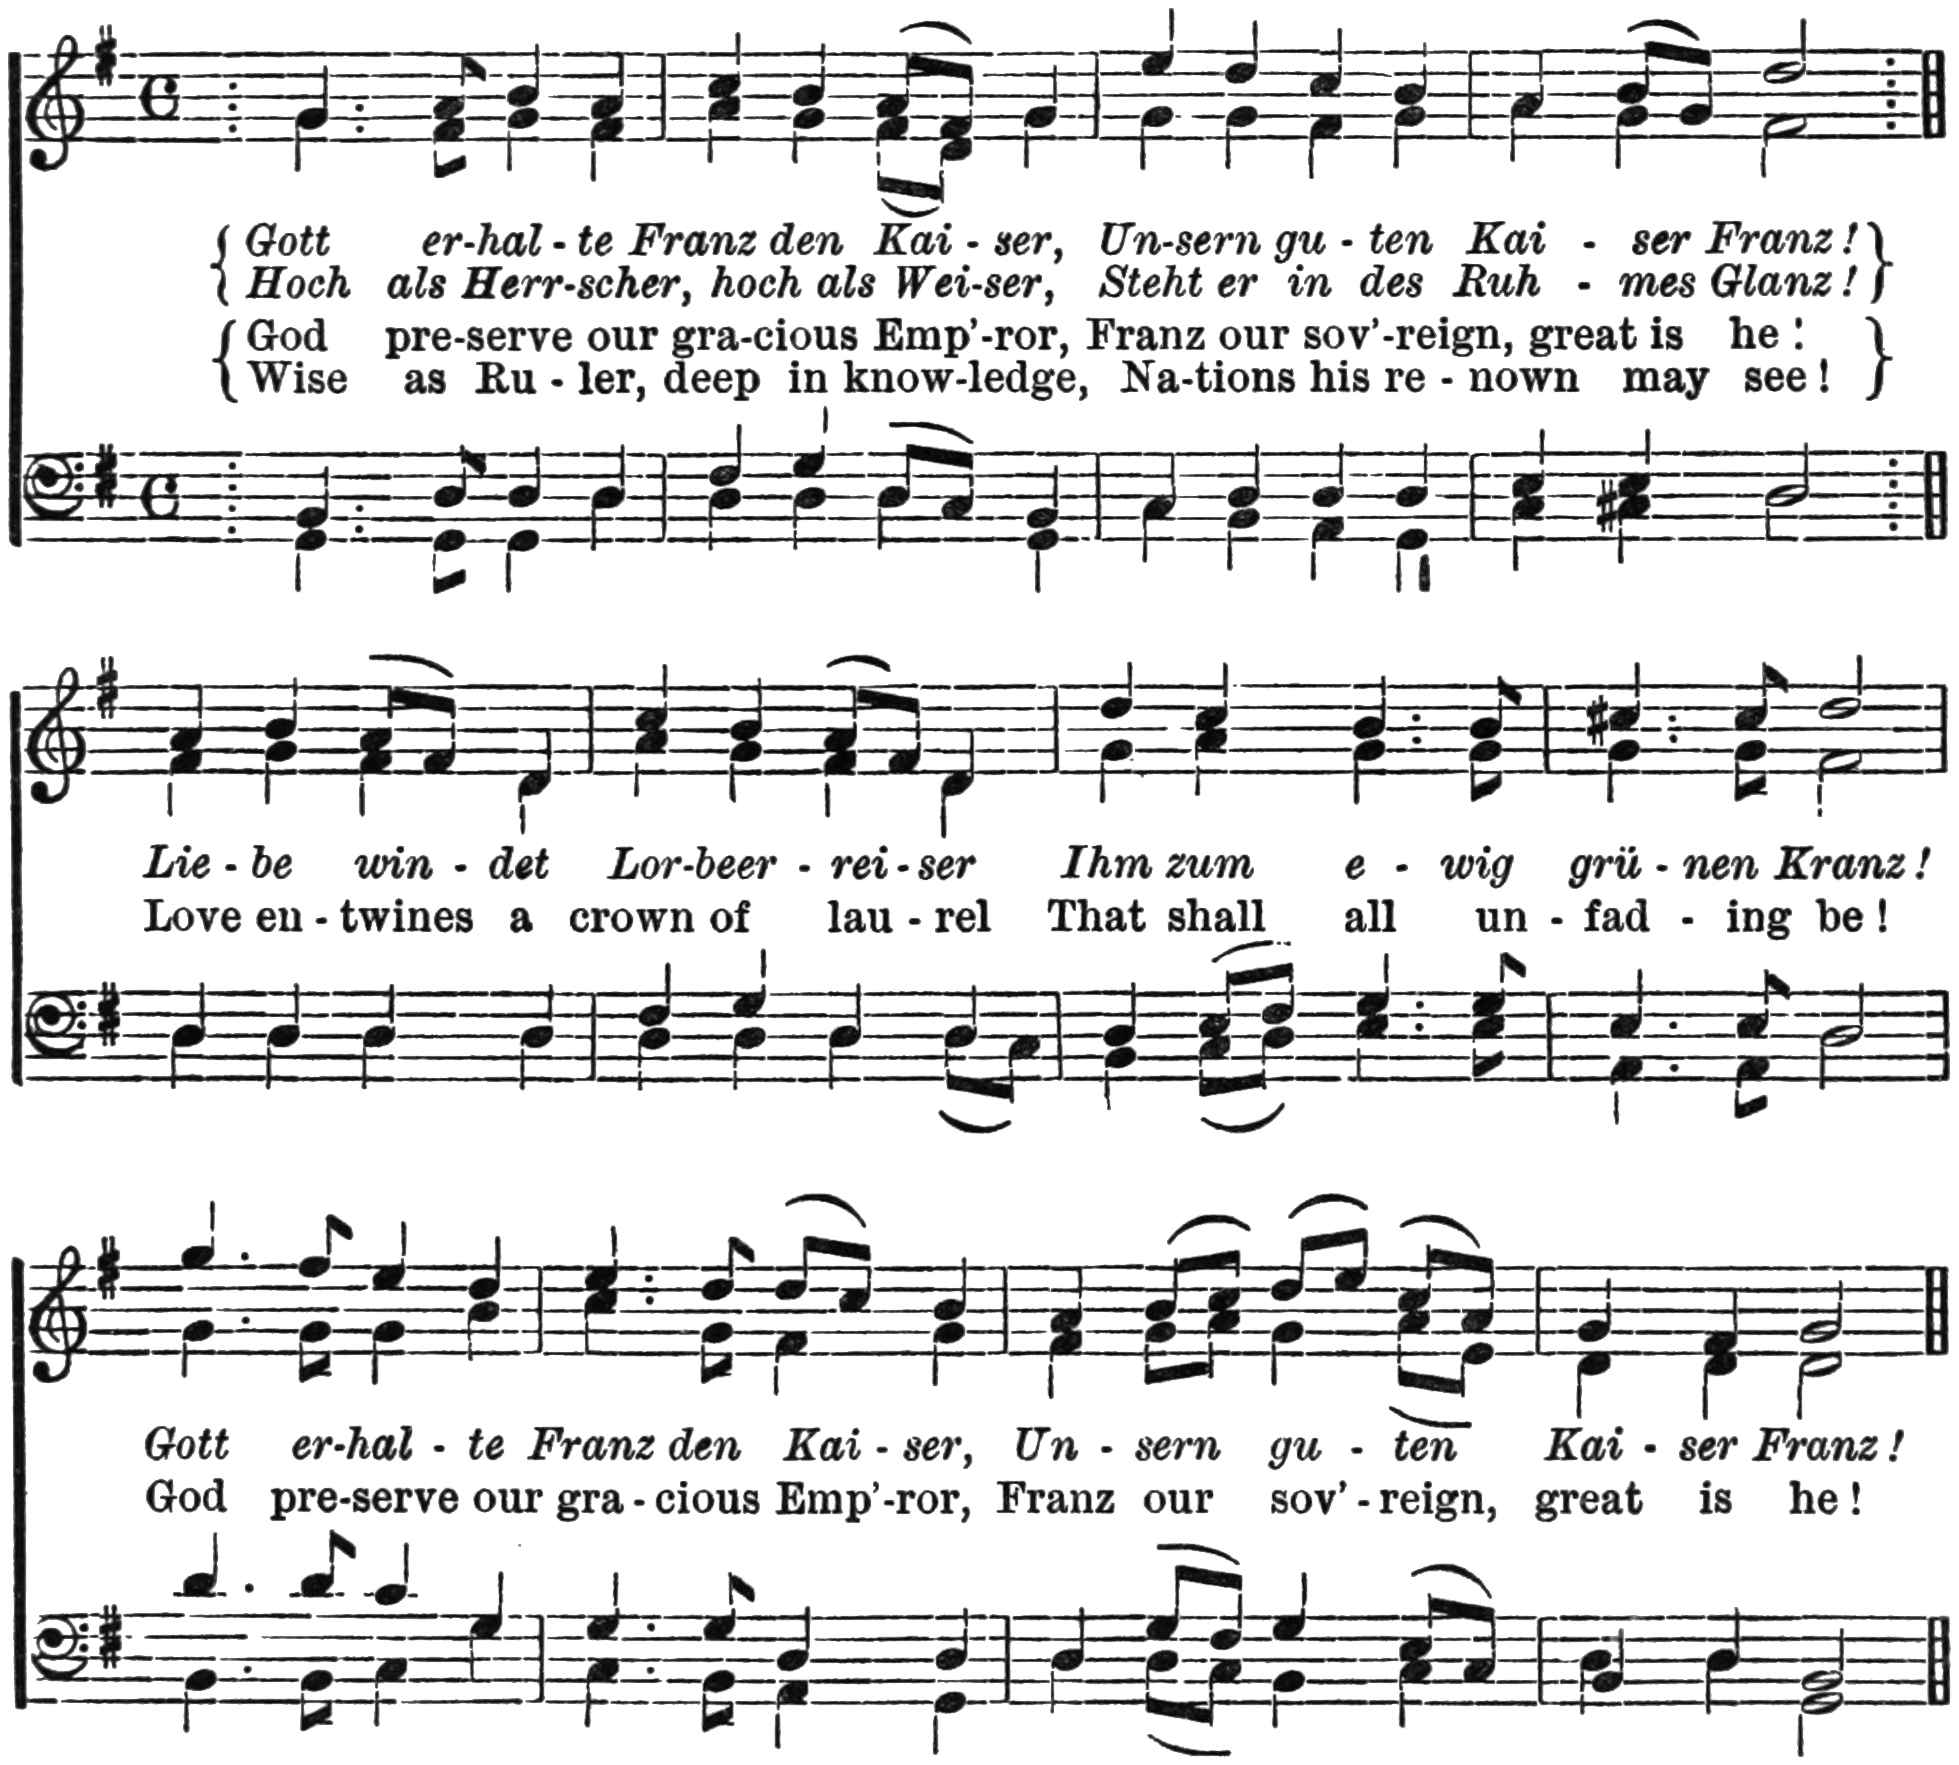 Gott er-hal-te Franz den Kai-ser, Un-sern gu-ten Kai-ser Franz!
Hoch als Herr-scher, hoch als Wei-ser, Steht er in des Ruh-mes Glanz!
God pre-serve our gra-cious Emp'-ror, Franz our sov'-reign, great is he!
Wise as Ru-ler, deep in know-ledge, Na-tions his re-nown may see!
Lie-be win-det Lor-beer-rei-ser Ihm zum e-wig grü-nen Kranz!
Love en-twines a crown of lau-rel That shall all un-fad-ing be!
Gott er-hal-te Franz den Kai-ser, Un-sern gu-ten Kai-ser Franz!
God pre-serve our gra-cious Emp'-ror, Franz our sov'-reign, great is he!